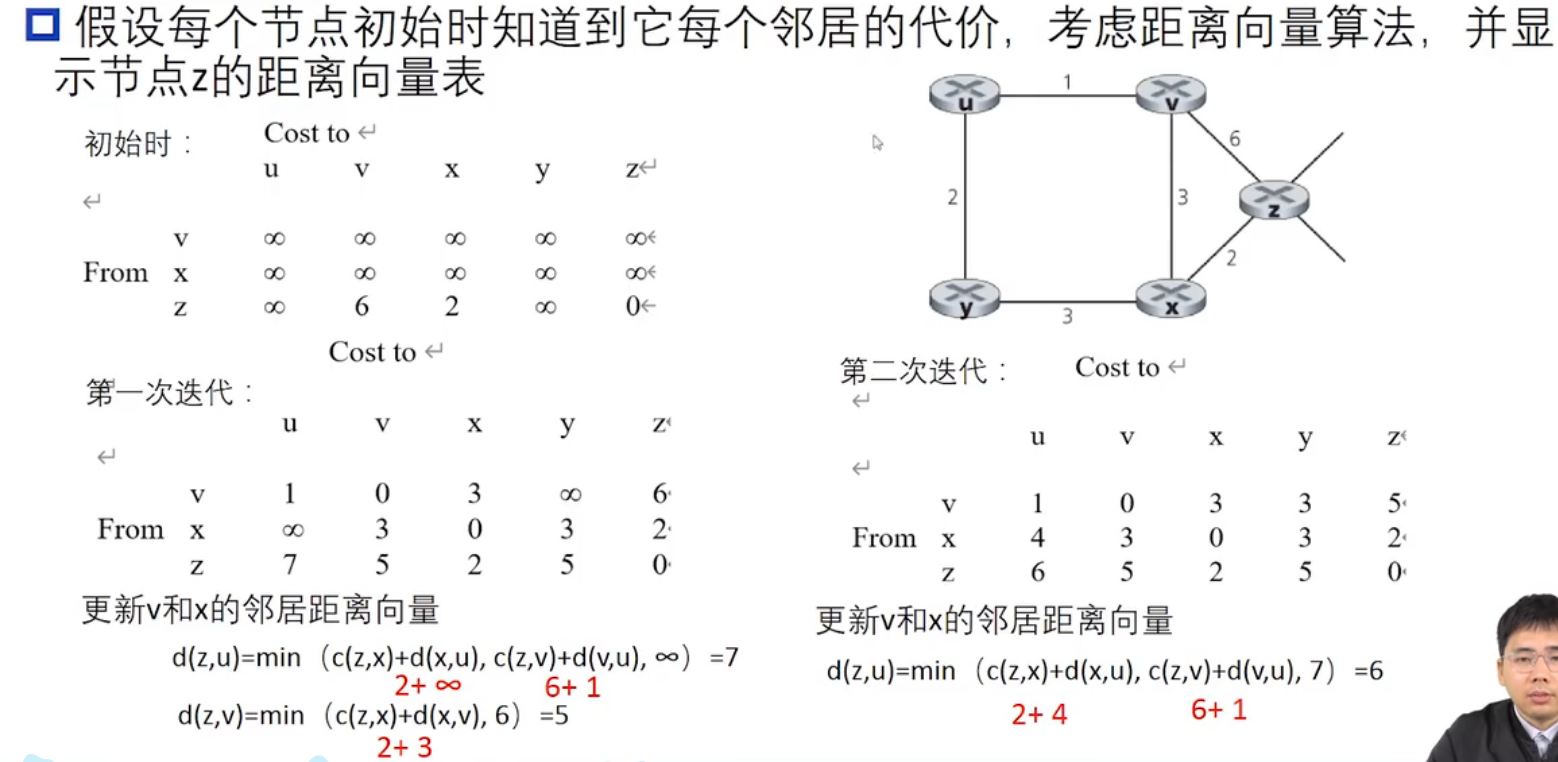 假设每个节点初始时知道到它每个邻居的代价，考虑距离向量算法，并显
示节点z的距离向量表
初始时： Cost to ↵
u v x y z↵
↵
v ∞ ∞ ∞ ∞ ∞
From x ∞ ∞ ∞ ∞ ∞
z ∞ 6 2 ∞ 0
Cost to ↵
第一次迭代：
u v x y z
↵
v 1 0 3 ∞ 6
From x ∞ 3 0 3 2
z 7 5 2 5 0
更新v和x的邻居距离向量
d(z,u)=min（c(z,x)+d(x,u), c(z,v)+d(v,u), ∞）=7
2+ ∞ 6+ 1
d(z,v)=min（c(z,x)+d(x,v), 6）=5
2+ 3
u 1 v
6
2 3 z
2
y 3 x
第二次迭代： Cost to ↵
↵
u v x y z
↵
v 1 0 3 3 5
From x 4 3 0 3 2
z 6 5 2 5 0
更新v和x的邻居距离向量
d(z,u)=min（c(z,x)+d(x,u), c(z,v)+d(v,u), 7）=6
2+ 4 6+ 1